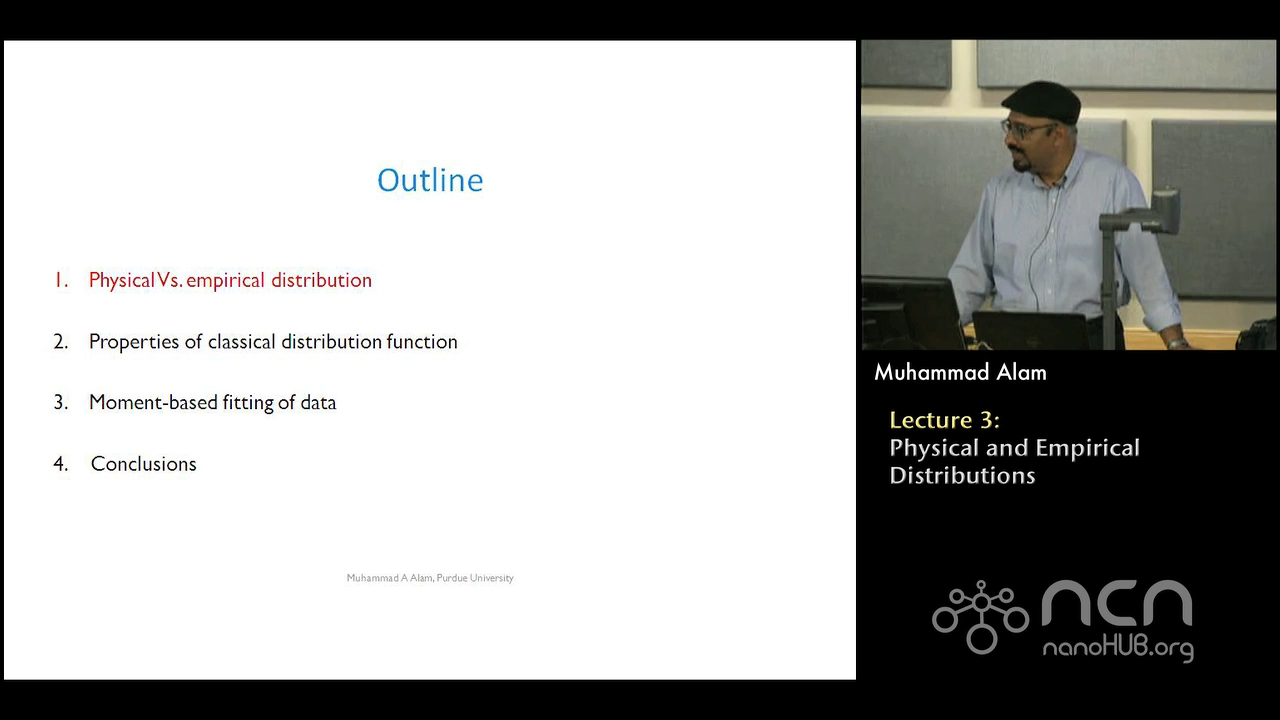 Outline
1. Physical Vs. empirical distribution
2. Properties of classical distribution function
3. Moment-based fitting of data
4. Conclusions
Muhammad A Alam, Purdue University
Muhammad Alam
Lecture 3:
Physical and Empirical
Distributions
ncn
nanoHUB.org